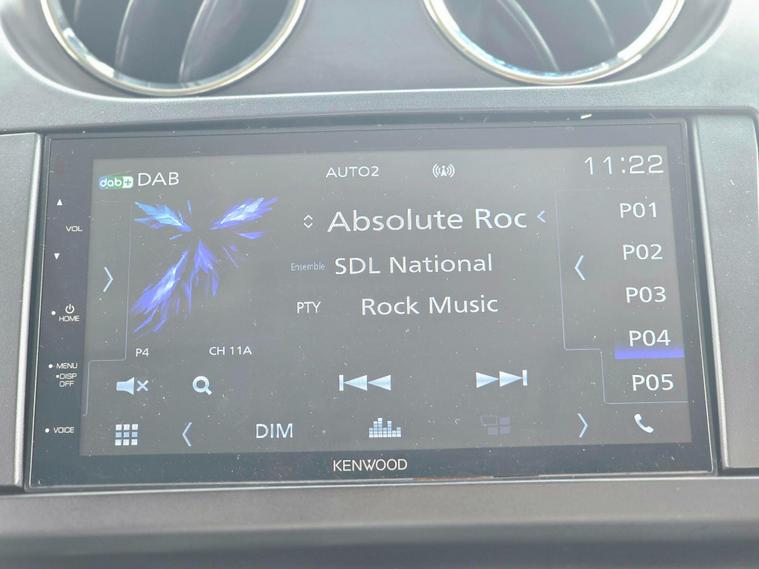 dab+ DAB AUTO2 11:22
VOL
Absolute Roc
Ensemble SDL National
PTY Rock Music
P01
P02
P03
P04
P05
P4 CH 11A
HOME
MENU
DISP
OFF
VOICE
DIM
KENWOOD